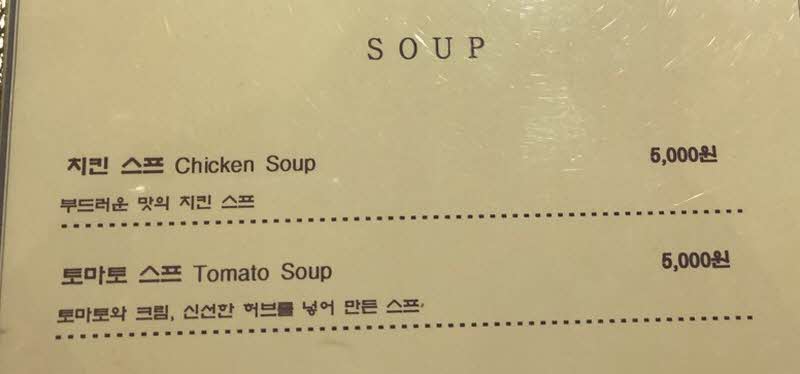 SOUP
치킨 스프 Chicken Soup 5,000원
부드러운 맛의 치킨 스프
토마토 스프 Tomato Soup 5,000원
토마토와 크림, 신선한 허브를 넣어 만든 스프.